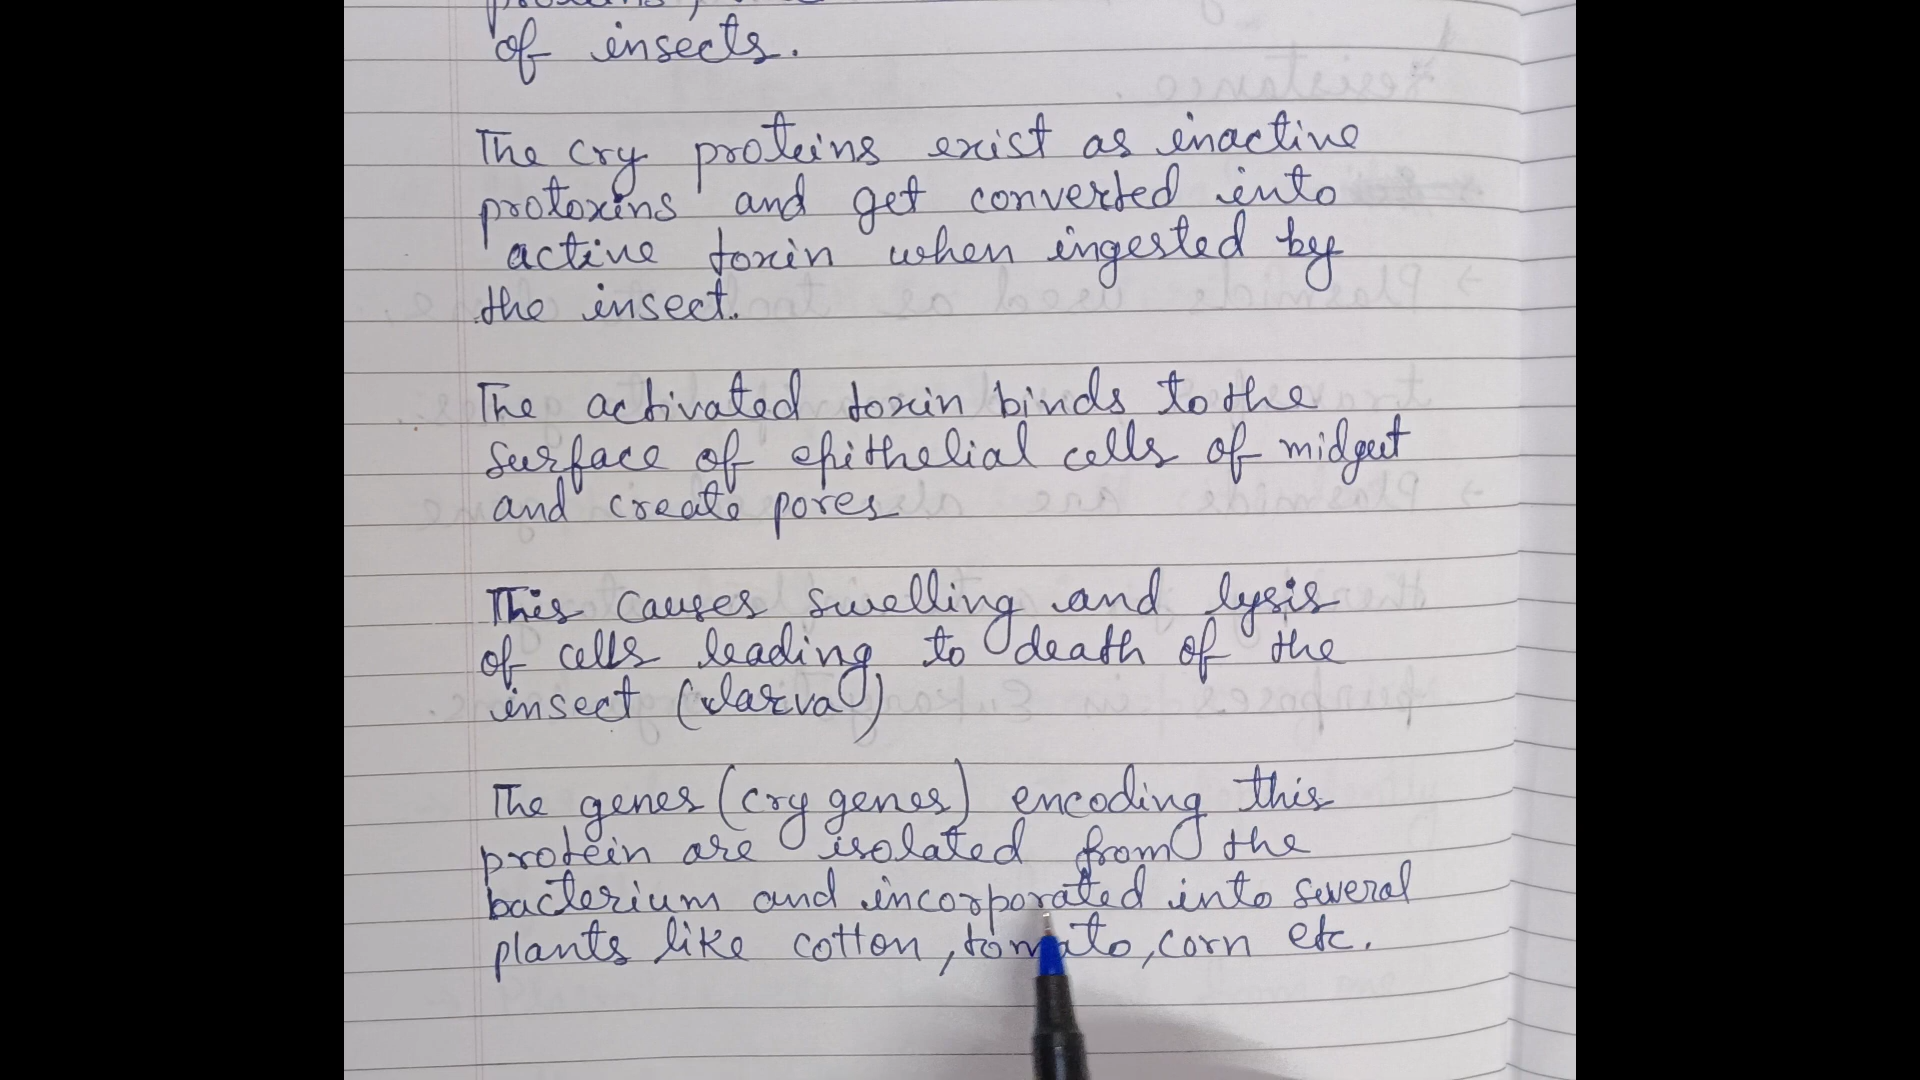 of insects.
The cry proteins exist as inactive
protoxins and get converted into
active toxin when ingested by
the insect.
The activated toxin binds to the
surface of epithelial cells of midgut
and create pores
This causes swelling and lysis
of cells leading to death of the
insect (larva)
The genes (cry genes) encoding this
protein are isolated from the
bacterium and incorporated into several
plants like cotton, tomato, corn etc.